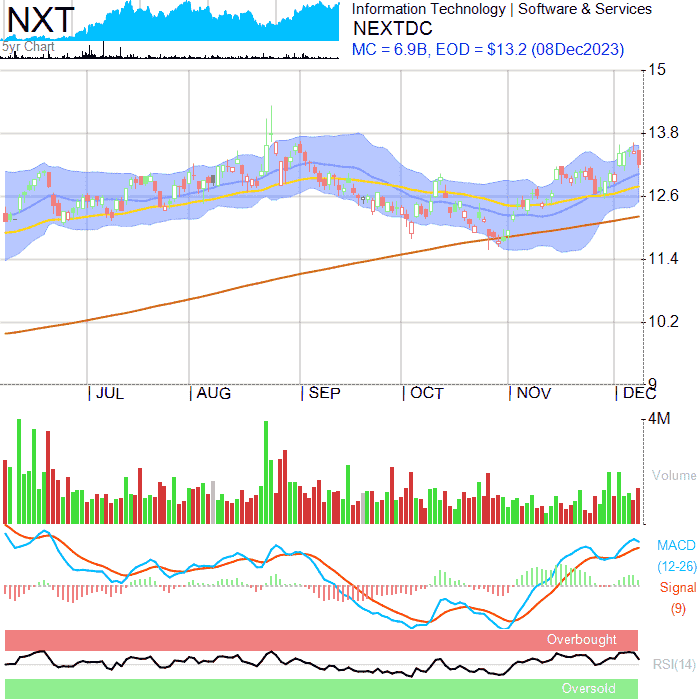 NXT
5yr Chart
Information Technology | Software & Services
NEXTDC
MC = 6.9B, EOD = $13.2 (08Dec2023)
15
13.8
12.6
11.4
10.2
9
| JUL | AUG | SEP | OCT | NOV | DEC
4M
Volume
MACD
(12-26)
Signal
(9)
Overbought
RSI(14)
Oversold